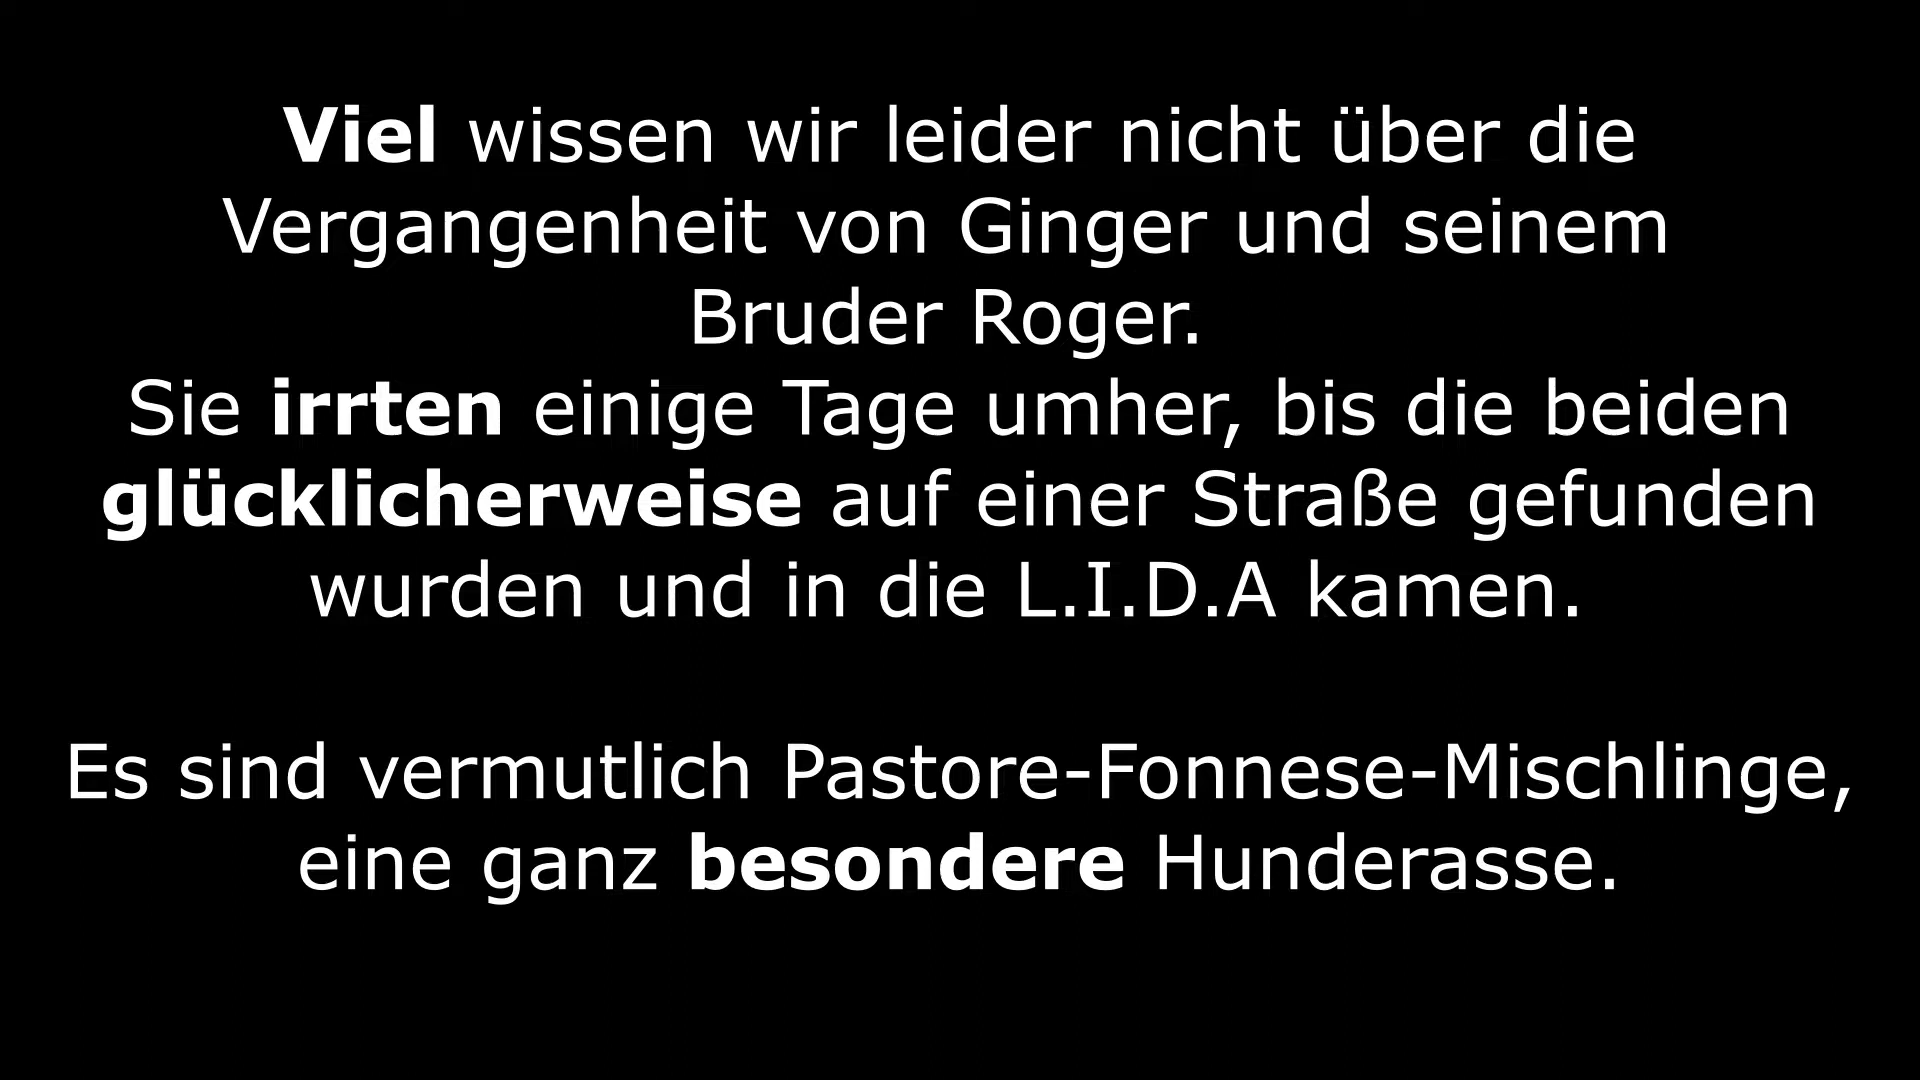 Viel wissen wir leider nicht über die
Vergangenheit von Ginger und seinem
Bruder Roger.
Sie irrten einige Tage umher, bis die beiden
glücklicherweise auf einer Straße gefunden
wurden und in die L.I.D.A kamen.
Es sind vermutlich Pastore-Fonnese-Mischlinge,
eine ganz besondere Hunderasse.